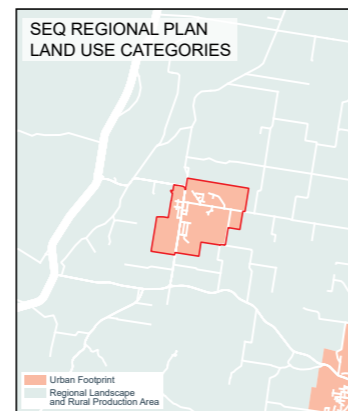 SEQ REGIONAL PLAN
LAND USE CATEGORIES
Urban Footprint
Regional Landscape
and Rural Production Area